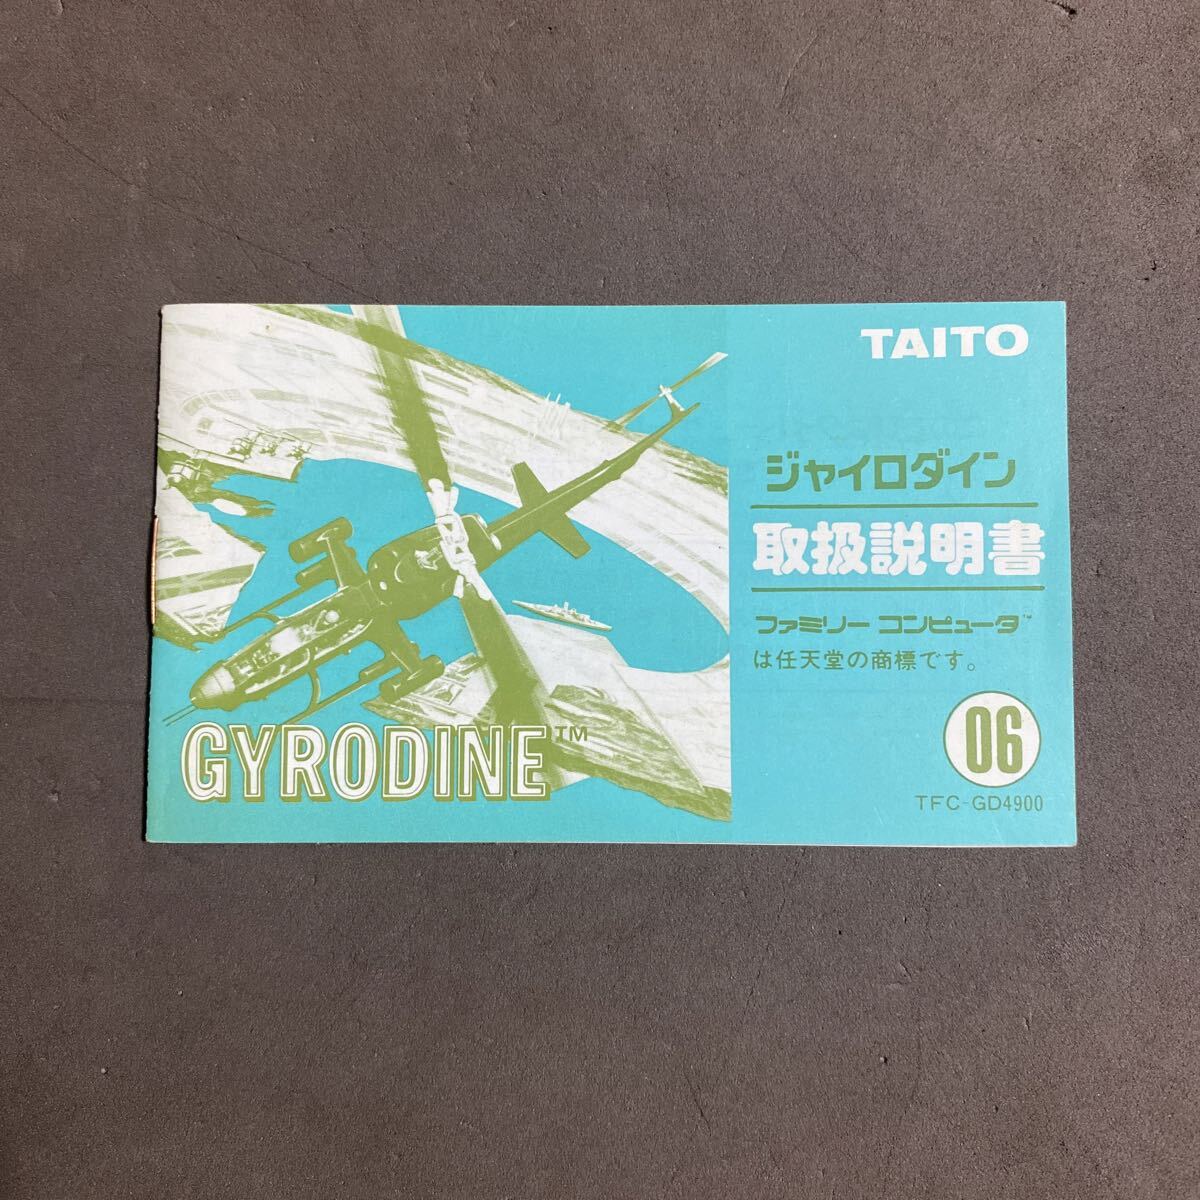 TAITO
ジャイロダイン
取扱説明書
ファミリー コンピュータ™
は任天堂の商標です。
06
TFC-GD4900
GYRODINE™